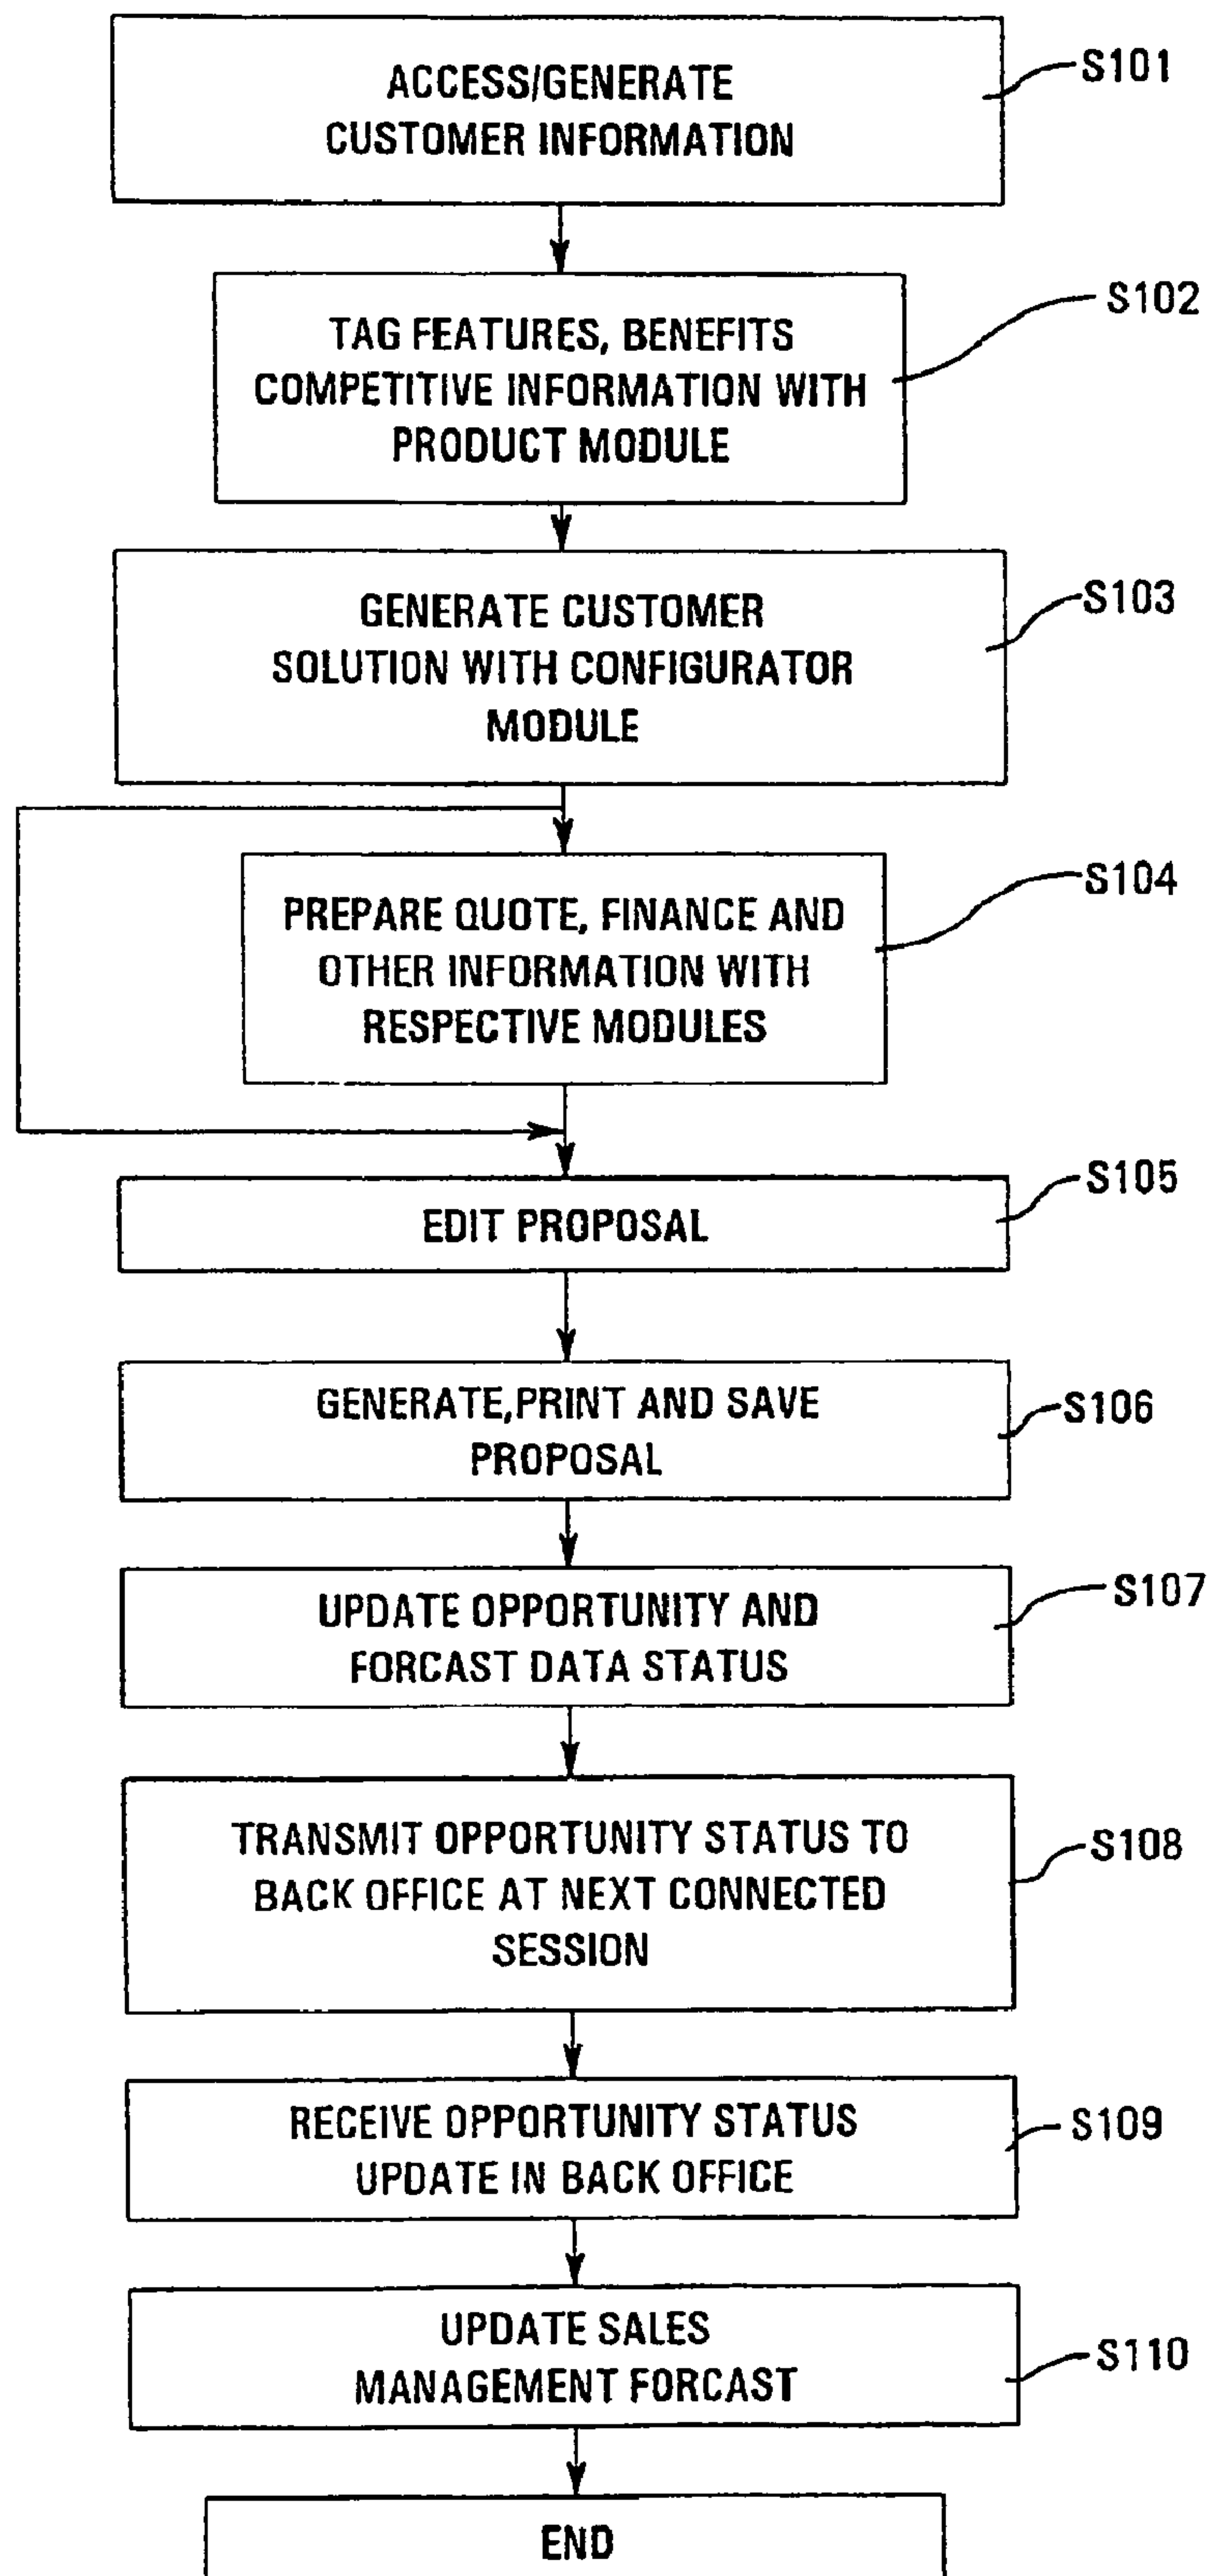 ACCESS/GENERATE
CUSTOMER INFORMATION
S101
TAG FEATURES, BENEFITS
COMPETITIVE INFORMATION WITH
PRODUCT MODULE
S102
GENERATE CUSTOMER
SOLUTION WITH CONFIGURATOR
MODULE
S103
PREPARE QUOTE, FINANCE AND
OTHER INFORMATION WITH
RESPECTIVE MODULES
S104
EDIT PROPOSAL
S105
GENERATE,PRINT AND SAVE
PROPOSAL
S106
UPDATE OPPORTUNITY AND
FORCAST DATA STATUS
S107
TRANSMIT OPPORTUNITY STATUS TO
BACK OFFICE AT NEXT CONNECTED
SESSION
S108
RECEIVE OPPORTUNITY STATUS
UPDATE IN BACK OFFICE
S109
UPDATE SALES
MANAGEMENT FORCAST
S110
END